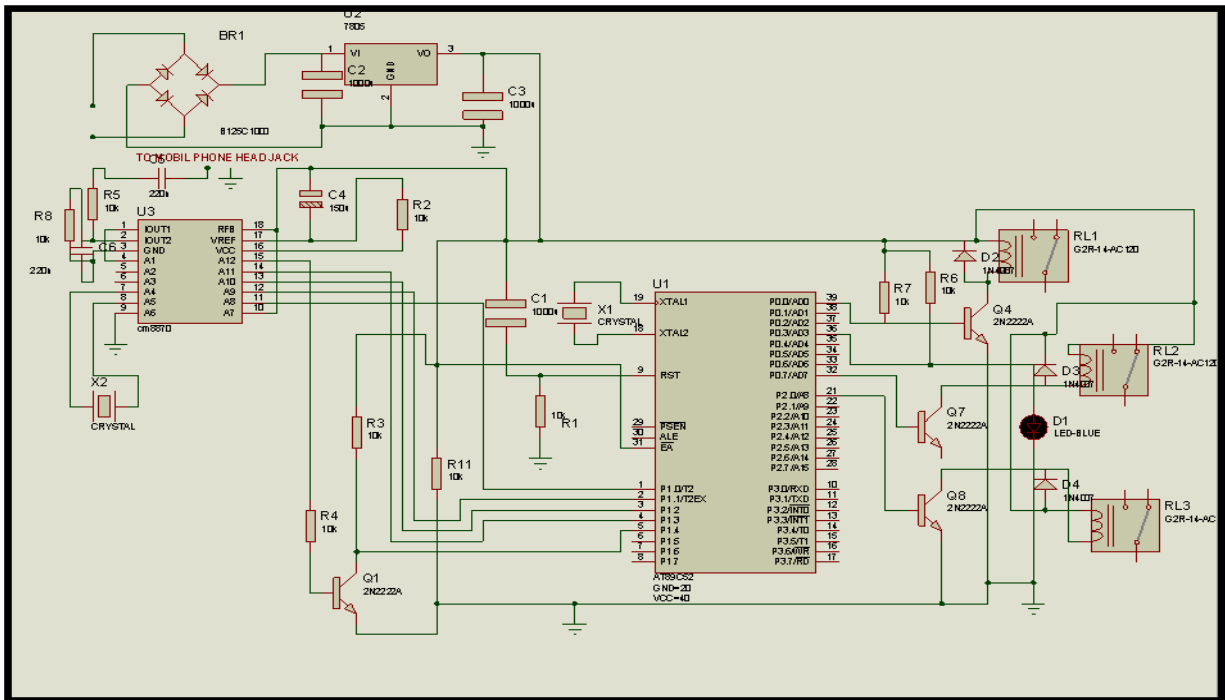 U2
7805
BR1
1
VI
VO
3
GND
2
C2
1000u
C3
1000u
B125C1000
TO MOBIL PHONE HEAD JACK
C5
220n
R5
10k
R8
10k
C6
220n
U3
1 IOUT1
2 IOUT2
3 GND
4 A1
5 A2
6 A3
7 A4
8 A5
9 A6
RFB 18
VREF 17
VCC 16
A12 15
A11 14
A10 13
A9 12
A8 11
A7 10
cm8870
C4
150n
R2
10k
X2
CRYSTAL
R3
10k
R4
10k
R11
10k
Q1
2N2222A
C1
1000u
X1
CRYSTAL
10k
R1
U1
19 XTAL1
18 XTAL2
9 RST
29 PSEN
30 ALE
31 EA
1 P1.0/T2
2 P1.1/T2EX
3 P1.2
4 P1.3
5 P1.4
6 P1.5
7 P1.6
8 P1.7
P0.0/AD0 39
P0.1/AD1 38
P0.2/AD2 37
P0.3/AD3 36
P0.4/AD4 35
P0.5/AD5 34
P0.6/AD6 33
P0.7/AD7 32
P2.0/A8 21
P2.1/A9 22
P2.2/A10 23
P2.3/A11 24
P2.4/A12 25
P2.5/A13 26
P2.6/A14 27
P2.7/A15 28
P3.0/RXD 10
P3.1/TXD 11
P3.2/INT0 12
P3.3/INT1 13
P3.4/T0 14
P3.5/T1 15
P3.6/WR 16
P3.7/RD 17
AT89C52
GND=20
VCC=40
R7
10k
R6
10k
D2
1N4007
RL1
G2R-14-AC120
Q4
2N2222A
RL2
G2R-14-AC120
D3
1N4007
Q7
2N2222A
D1
LED-BLUE
Q8
2N2222A
D4
1N4007
RL3
G2R-14-AC